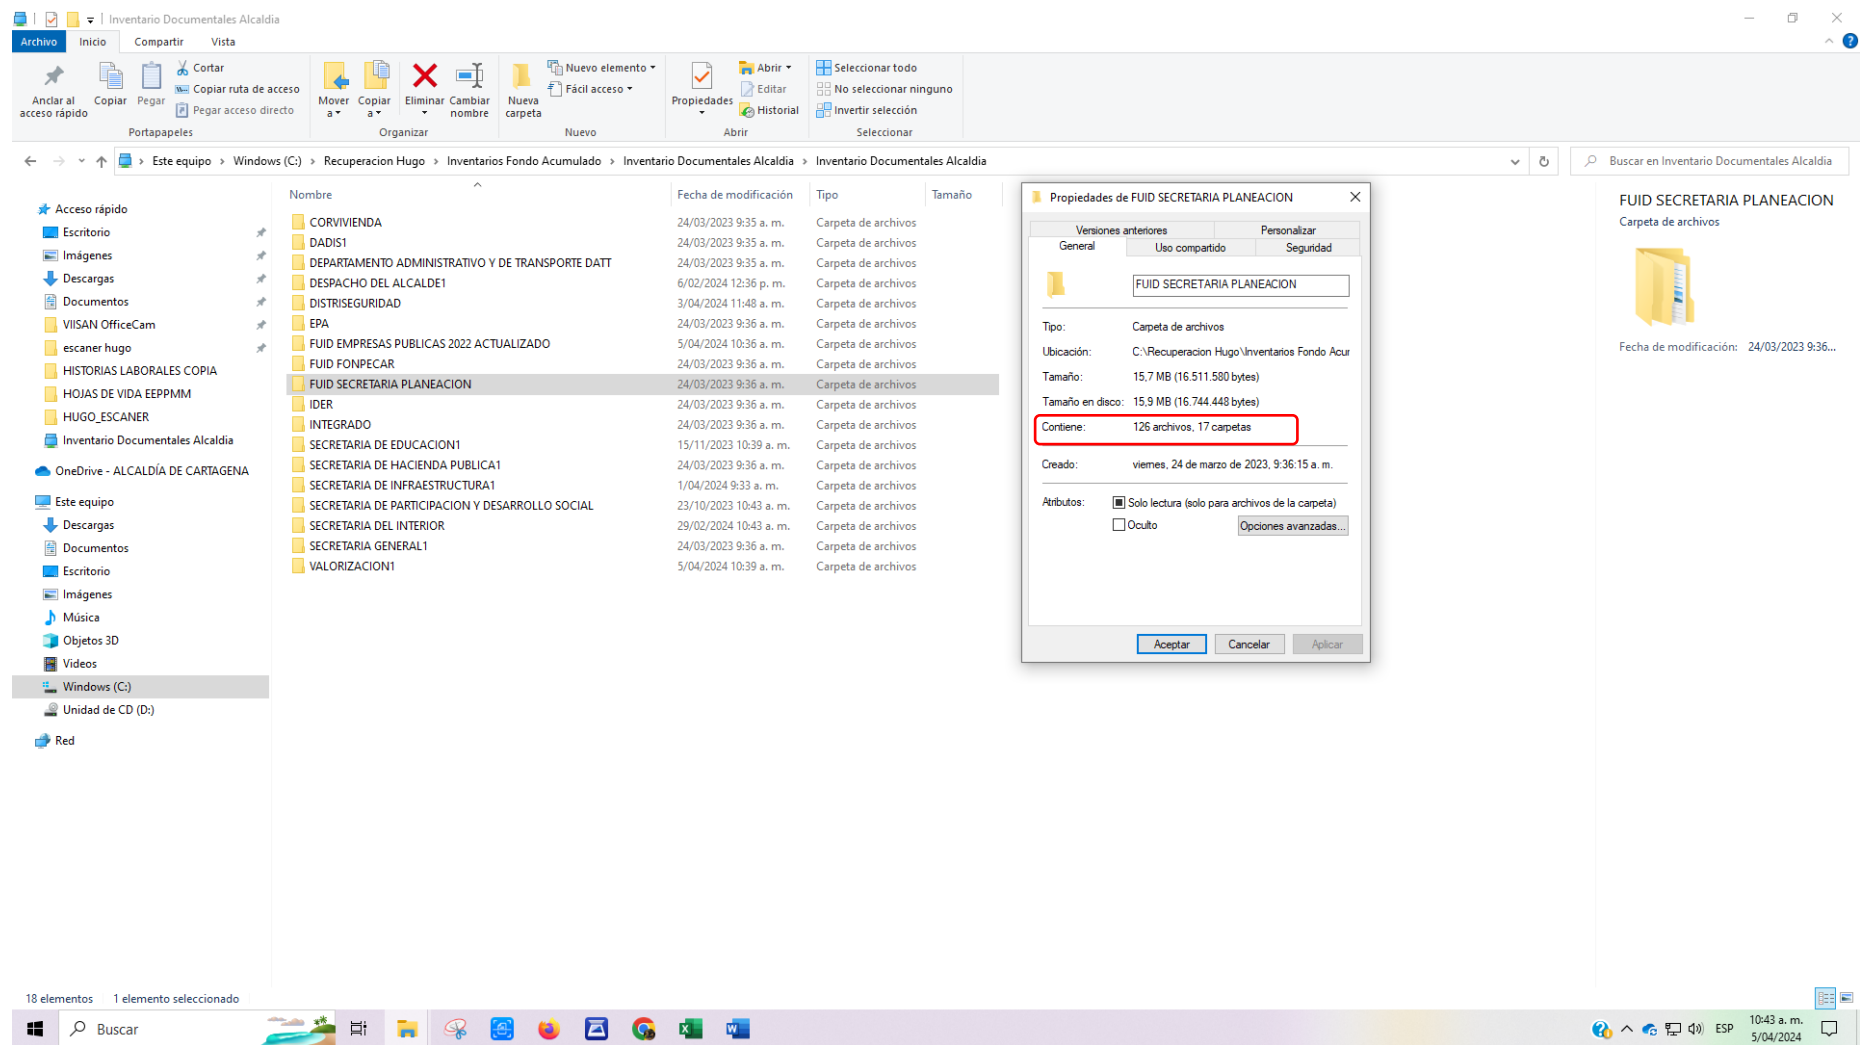 Inventario Documentales Alcaldia
Archivo Inicio Compartir Vista
Anclar al acceso rápido
Copiar
Pegar
Cortar
Copiar ruta de acceso
Pegar acceso directo
Portapapeles
Mover a
Copiar a
Eliminar
Cambiar nombre
Organizar
Nueva carpeta
Nuevo elemento
Fácil acceso
Nuevo
Propiedades
Abrir
Editar
Historial
Abrir
Seleccionar todo
No seleccionar ninguno
Invertir selección
Seleccionar
Este equipo > Windows (C:) > Recuperacion Hugo > Inventarios Fondo Acumulado > Inventario Documentales Alcaldia > Inventario Documentales Alcaldia
Buscar en Inventario Documentales Alcaldia
Acceso rápido
Escritorio
Imágenes
Descargas
Documentos
VIISAN OfficeCam
escaner hugo
HISTORIAS LABORALES COPIA
HOJAS DE VIDA EEPPMM
HUGO_ESCANER
Inventario Documentales Alcaldia
OneDrive - ALCALDÍA DE CARTAGENA
Este equipo
Descargas
Documentos
Escritorio
Imágenes
Música
Objetos 3D
Videos
Windows (C:)
Unidad de CD (D:)
Red
Nombre Fecha de modificación Tipo Tamaño
CORVIVIENDA 24/03/2023 9:35 a. m. Carpeta de archivos
DADIS1 24/03/2023 9:35 a. m. Carpeta de archivos
DEPARTAMENTO ADMINISTRATIVO Y DE TRANSPORTE DATT 24/03/2023 9:35 a. m. Carpeta de archivos
DESPACHO DEL ALCALDE1 6/02/2024 12:36 p. m. Carpeta de archivos
DISTRISEGURIDAD 3/04/2024 11:48 a. m. Carpeta de archivos
EPA 24/03/2023 9:36 a. m. Carpeta de archivos
FUID EMPRESAS PUBLICAS 2022 ACTUALIZADO 5/04/2024 10:36 a. m. Carpeta de archivos
FUID FONPECAR 24/03/2023 9:36 a. m. Carpeta de archivos
FUID SECRETARIA PLANEACION 24/03/2023 9:36 a. m. Carpeta de archivos
IDER 24/03/2023 9:36 a. m. Carpeta de archivos
INTEGRADO 24/03/2023 9:36 a. m. Carpeta de archivos
SECRETARIA DE EDUCACION1 15/11/2023 10:39 a. m. Carpeta de archivos
SECRETARIA DE HACIENDA PUBLICA1 24/03/2023 9:36 a. m. Carpeta de archivos
SECRETARIA DE INFRAESTRUCTURA1 1/04/2024 9:33 a. m. Carpeta de archivos
SECRETARIA DE PARTICIPACION Y DESARROLLO SOCIAL 23/10/2023 10:43 a. m. Carpeta de archivos
SECRETARIA DEL INTERIOR 29/02/2024 10:43 a. m. Carpeta de archivos
SECRETARIA GENERAL1 24/03/2023 9:36 a. m. Carpeta de archivos
VALORIZACION1 5/04/2024 10:39 a. m. Carpeta de archivos
Propiedades de FUID SECRETARIA PLANEACION
Versiones anteriores Personalizar
General Uso compartido Seguridad
FUID SECRETARIA PLANEACION
Tipo: Carpeta de archivos
Ubicación: C:\Recuperacion Hugo\Inventarios Fondo Acur
Tamaño: 15,7 MB (16.511.580 bytes)
Tamaño en disco: 15,9 MB (16.744.448 bytes)
Contiene: 126 archivos, 17 carpetas
Creado: viernes, 24 de marzo de 2023, 9:36:15 a. m.
Atributos: Solo lectura (solo para archivos de la carpeta)
Oculto Opciones avanzadas...
Aceptar Cancelar Aplicar
FUID SECRETARIA PLANEACION
Carpeta de archivos
Fecha de modificación: 24/03/2023 9:36...
18 elementos 1 elemento seleccionado
Buscar
ESP
10:43 a. m.
5/04/2024